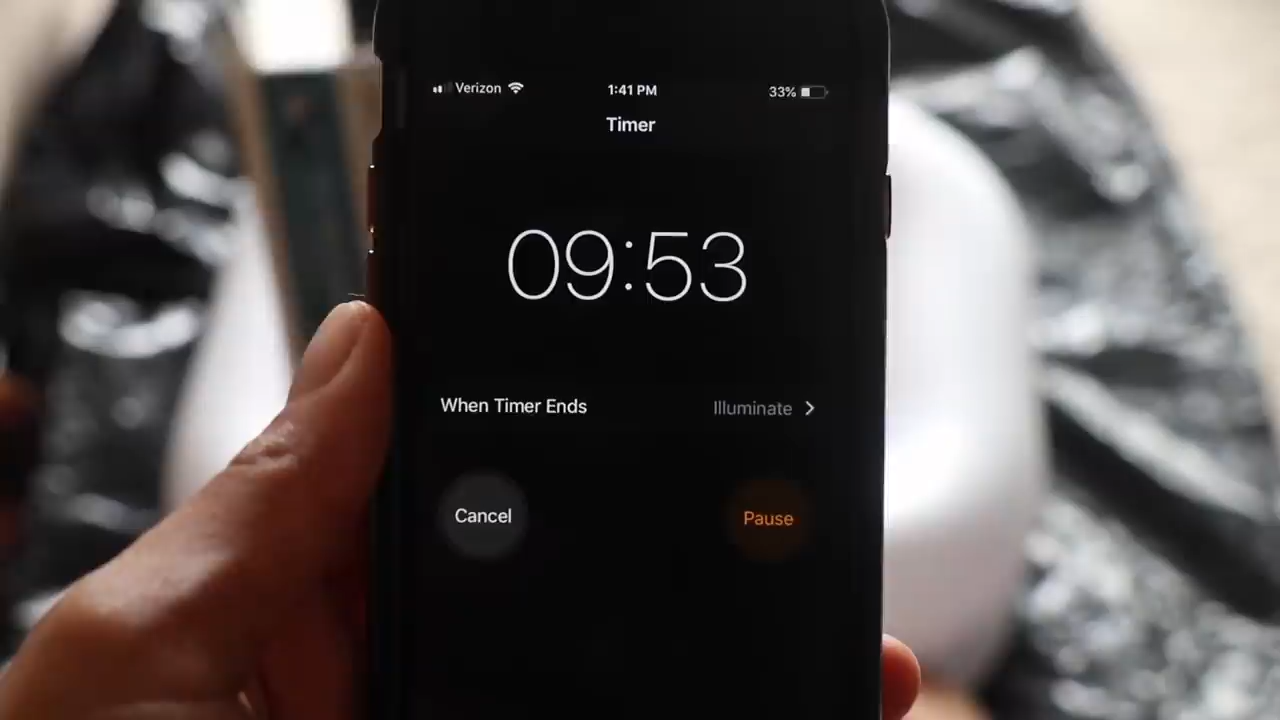 Verizon 1:41 PM 33%
Timer
09:53
When Timer Ends Illuminate
Cancel Pause